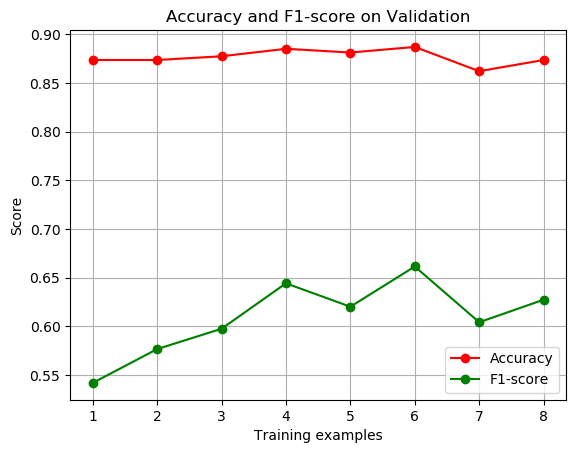 Accuracy and F1-score on Validation
0.90
0.85
0.80
0.75
0.70
0.65
0.60
0.55
Score
1 2 3 4 5 6 7 8
Training examples
Accuracy
F1-score